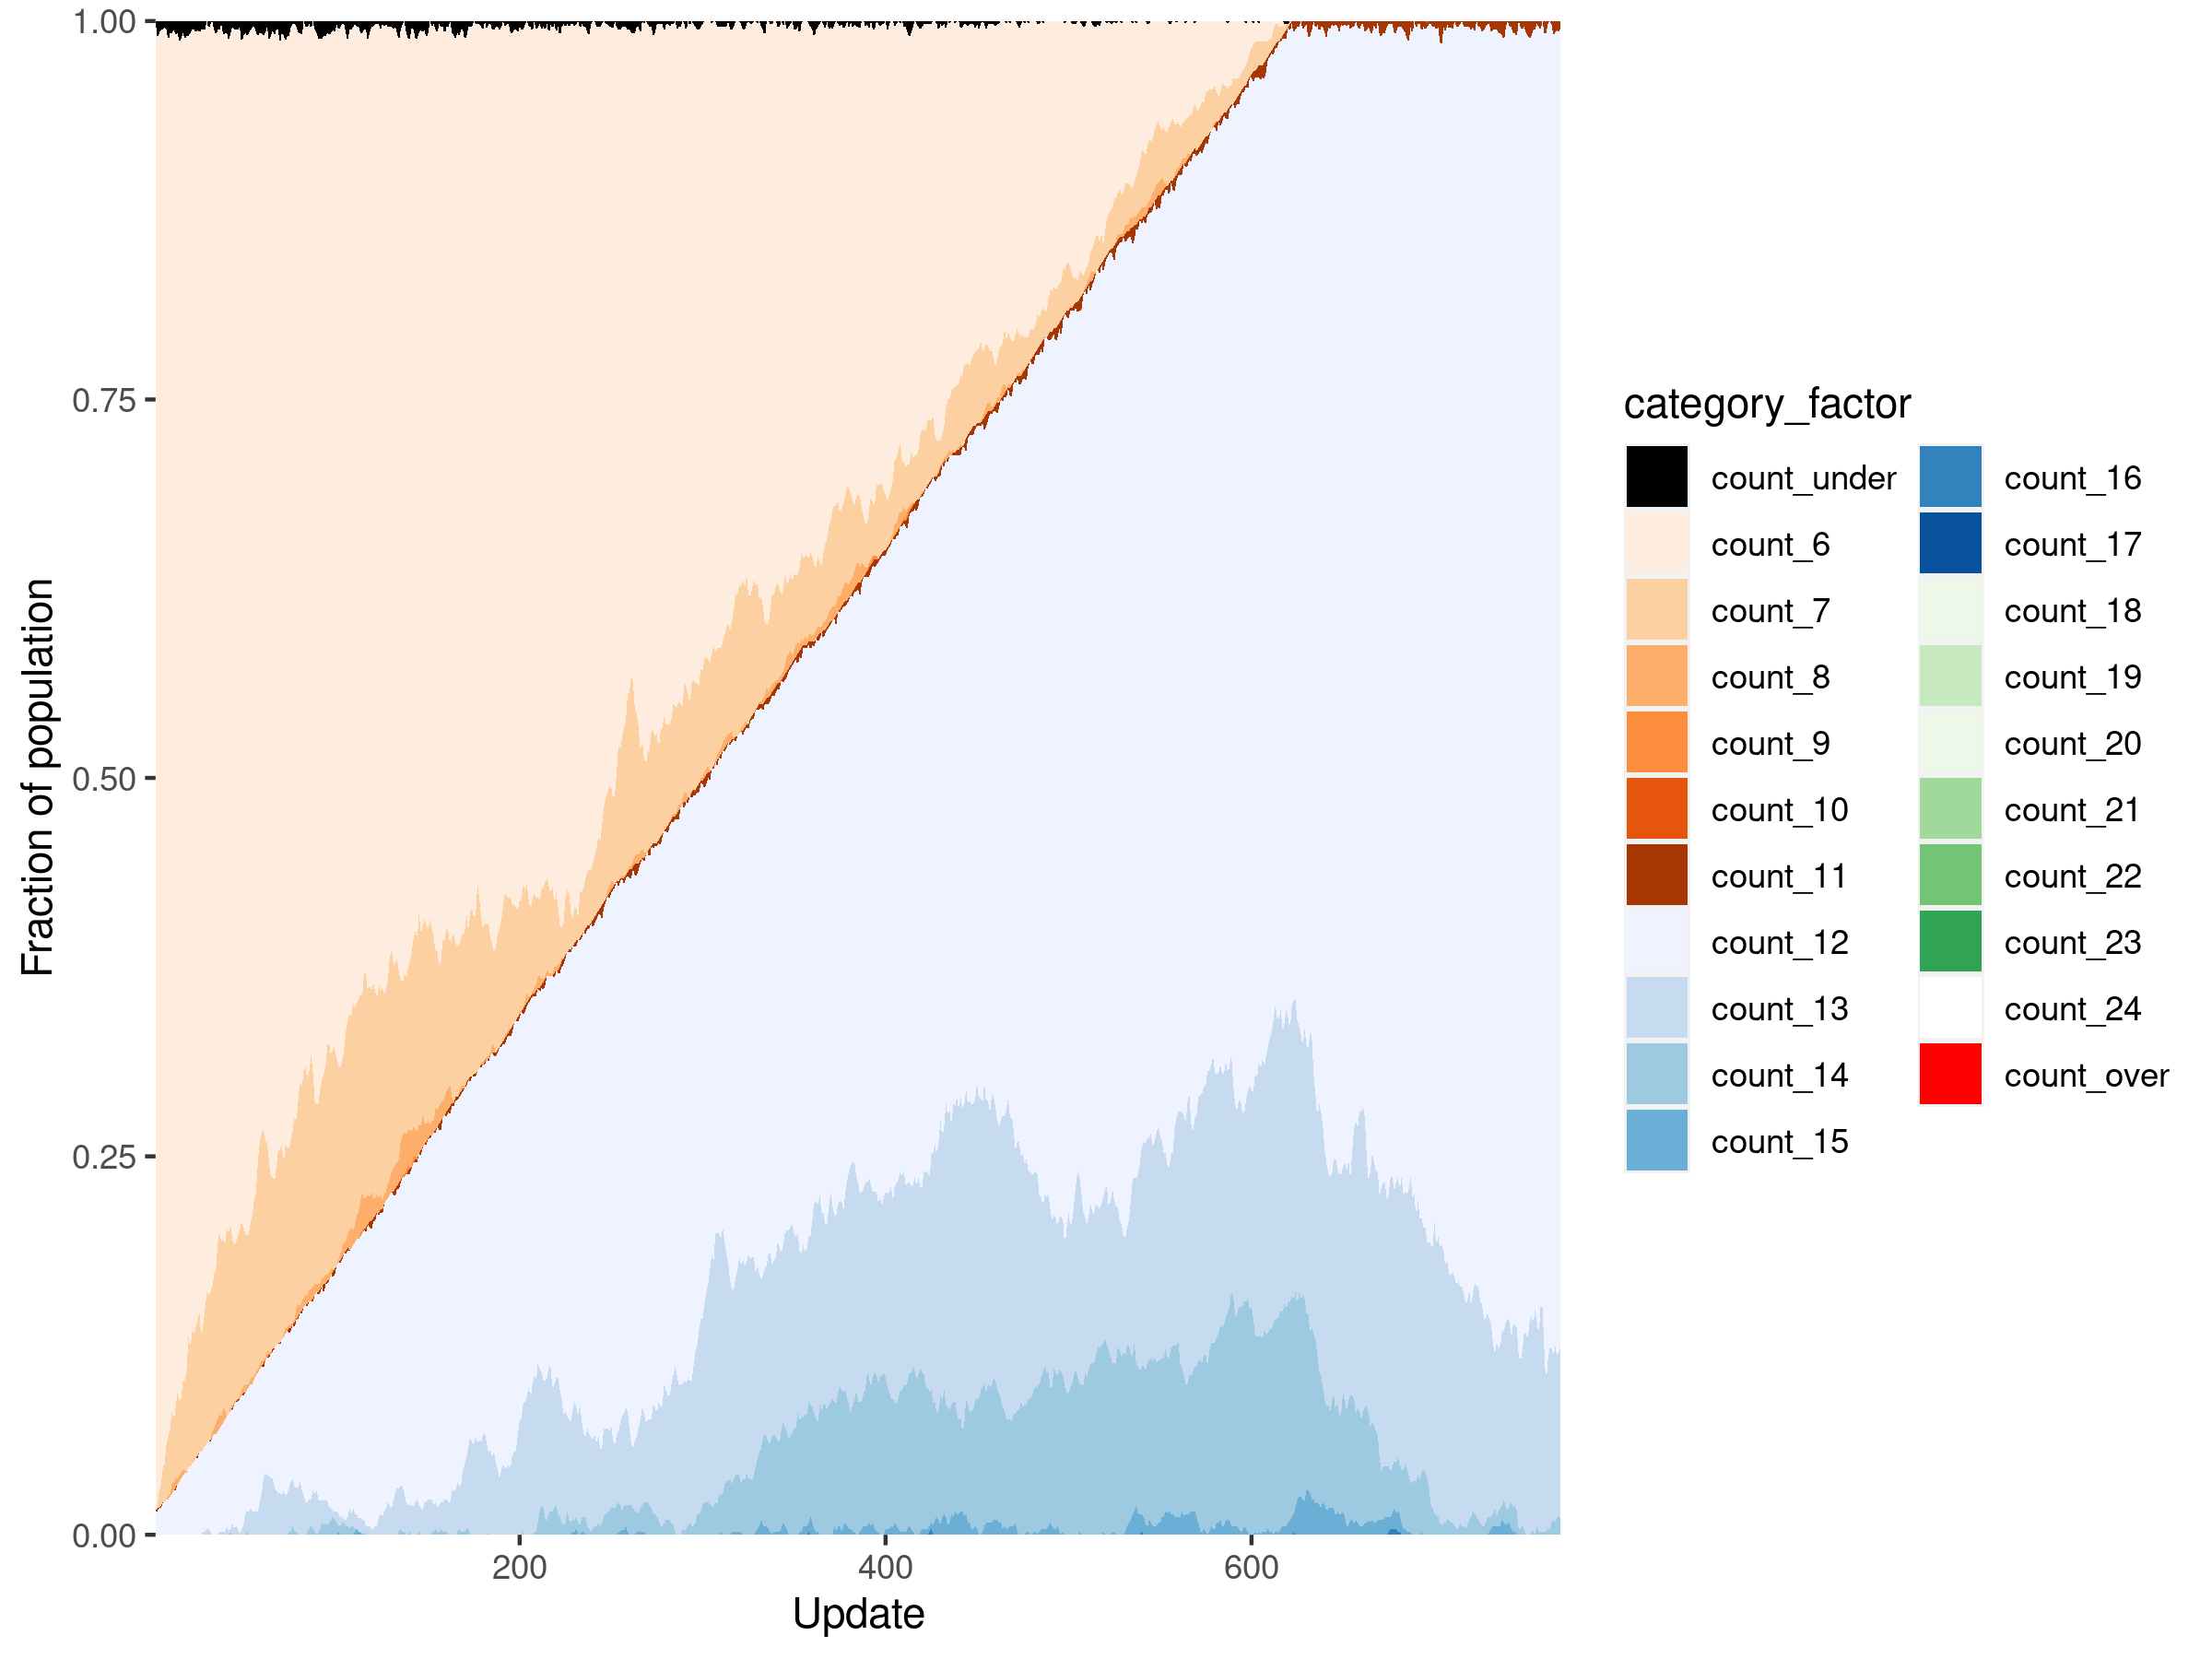 1.00
0.75
0.50
0.25
0.00
Fraction of population
200
400
600
Update
category_factor
count_under
count_6
count_7
count_8
count_9
count_10
count_11
count_12
count_13
count_14
count_15
count_16
count_17
count_18
count_19
count_20
count_21
count_22
count_23
count_24
count_over